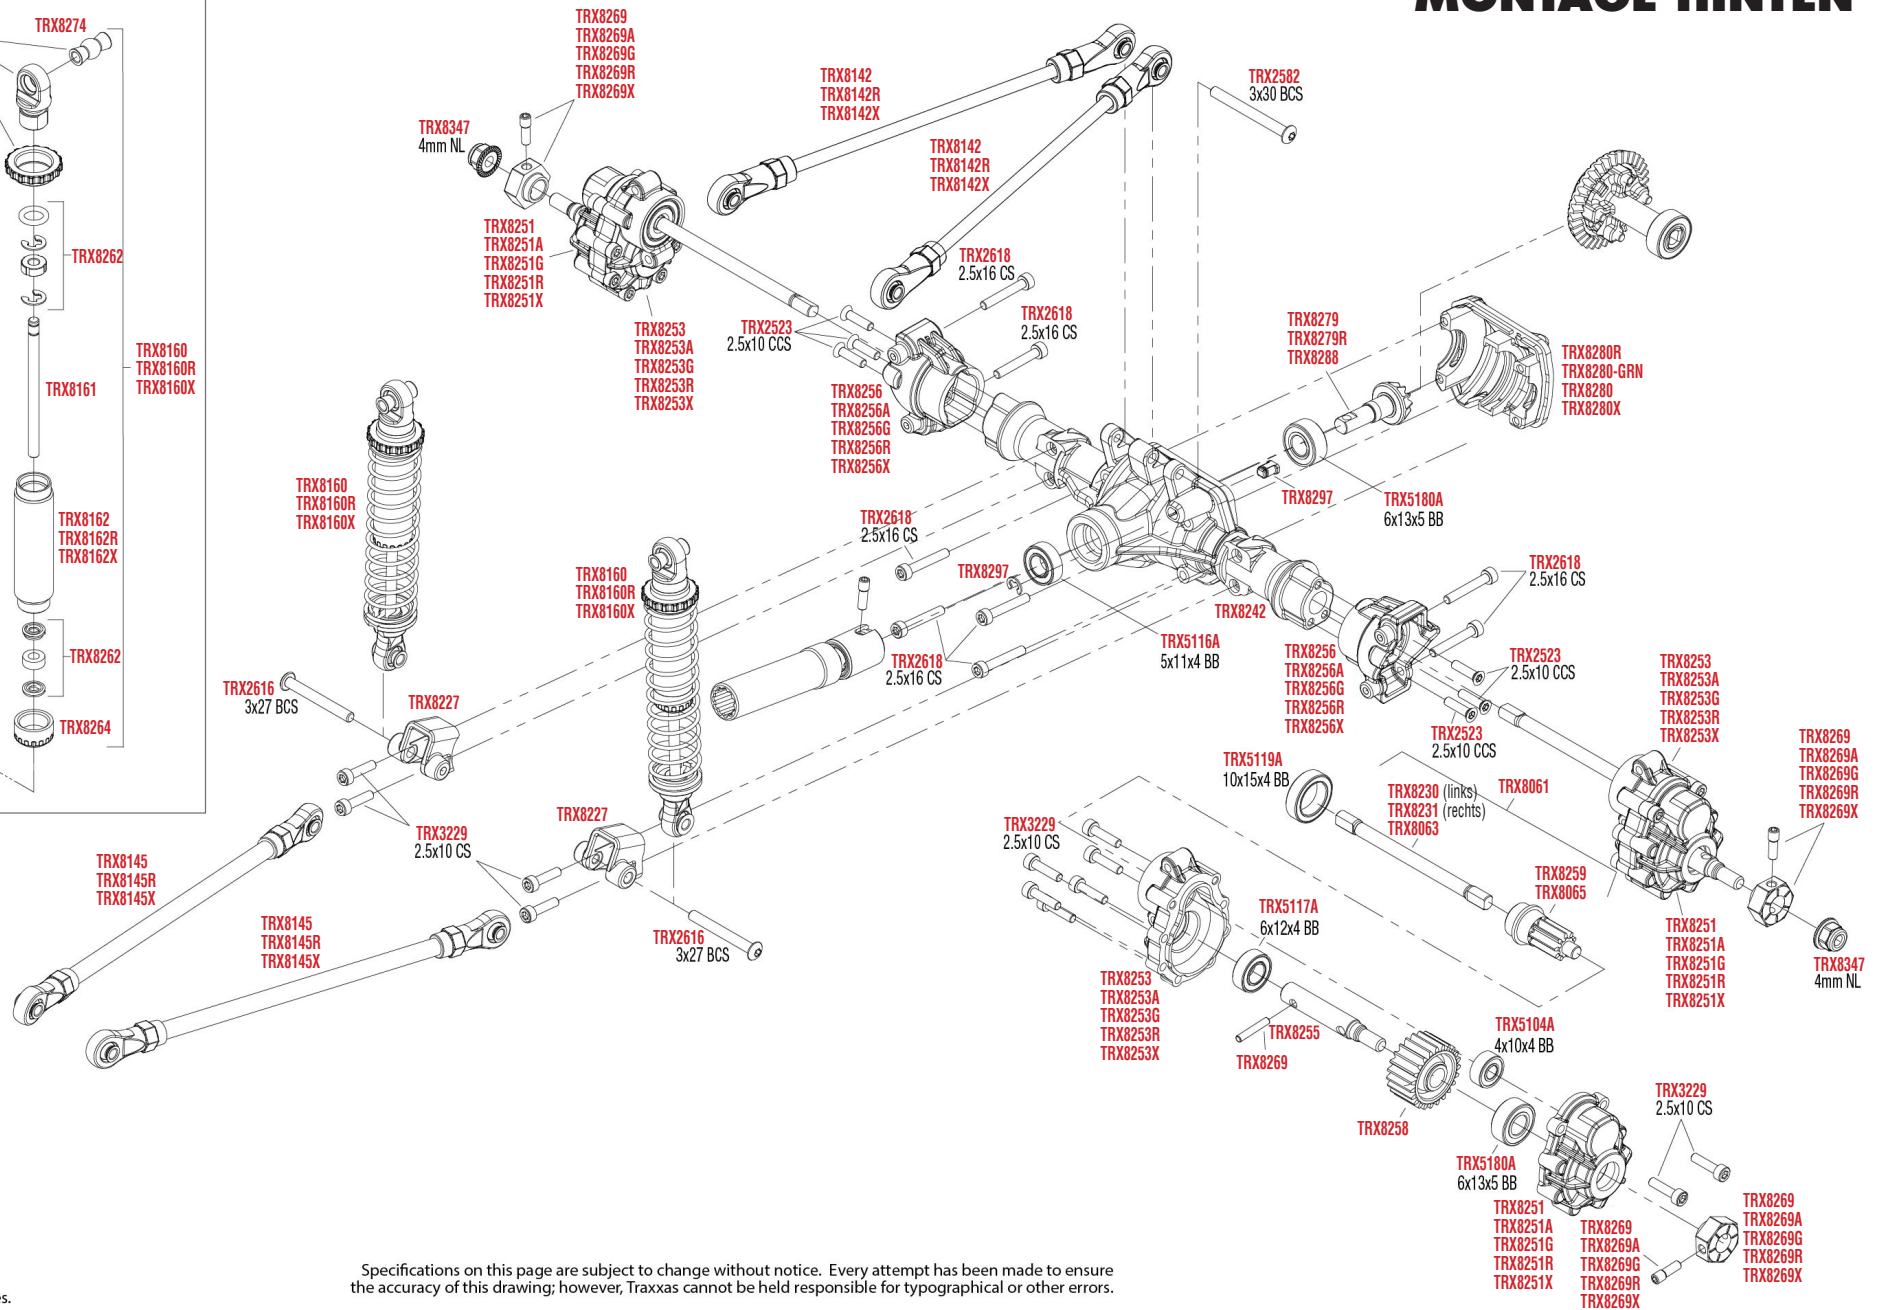 MONTAGE HINTEN
TRX8274
TRX8262
TRX8161
TRX8160
TRX8160R
TRX8160X
TRX8162
TRX8162R
TRX8162X
TRX8262
TRX8264
TRX8269
TRX8269A
TRX8269G
TRX8269R
TRX8269X
TRX8347
4mm NL
TRX8251
TRX8251A
TRX8251G
TRX8251R
TRX8251X
TRX8253
TRX8253A
TRX8253G
TRX8253R
TRX8253X
TRX8142
TRX8142R
TRX8142X
TRX8142
TRX8142R
TRX8142X
TRX2582
3x30 BCS
TRX2618
2.5x16 CS
TRX2618
2.5x16 CS
TRX2523
2.5x10 CCS
TRX8256
TRX8256A
TRX8256G
TRX8256R
TRX8256X
TRX8279
TRX8279R
TRX8288
TRX8280R
TRX8280-GRN
TRX8280
TRX8280X
TRX8297
TRX5180A
6x13x5 BB
TRX8160
TRX8160R
TRX8160X
TRX8160
TRX8160R
TRX8160X
TRX2618
2.5x16 CS
TRX8297
TRX2618
2.5x16 CS
TRX5116A
5x11x4 BB
TRX8242
TRX2618
2.5x16 CS
TRX8256
TRX8256A
TRX8256G
TRX8256R
TRX8256X
TRX2523
2.5x10 CCS
TRX2523
2.5x10 CCS
TRX8253
TRX8253A
TRX8253G
TRX8253R
TRX8253X
TRX8269
TRX8269A
TRX8269G
TRX8269R
TRX8269X
TRX2616
3x27 BCS
TRX8227
TRX8227
TRX3229
2.5x10 CS
TRX2616
3x27 BCS
TRX8145
TRX8145R
TRX8145X
TRX8145
TRX8145R
TRX8145X
TRX5119A
10x15x4 BB
TRX8230 (links)
TRX8231 (rechts)
TRX8063
TRX8061
TRX3229
2.5x10 CS
TRX8259
TRX8065
TRX5117A
6x12x4 BB
TRX8253
TRX8253A
TRX8253G
TRX8253R
TRX8253X
TRX8255
TRX8269
TRX8251
TRX8251A
TRX8251G
TRX8251R
TRX8251X
TRX8347
4mm NL
TRX5104A
4x10x4 BB
TRX8258
TRX3229
2.5x10 CS
TRX5180A
6x13x5 BB
TRX8251
TRX8251A
TRX8251G
TRX8251R
TRX8251X
TRX8269
TRX8269A
TRX8269G
TRX8269R
TRX8269X
TRX8269
TRX8269A
TRX8269G
TRX8269R
TRX8269X
Specifications on this page are subject to change without notice. Every attempt has been made to ensure
the accuracy of this drawing; however, Traxxas cannot be held responsible for typographical or other errors.